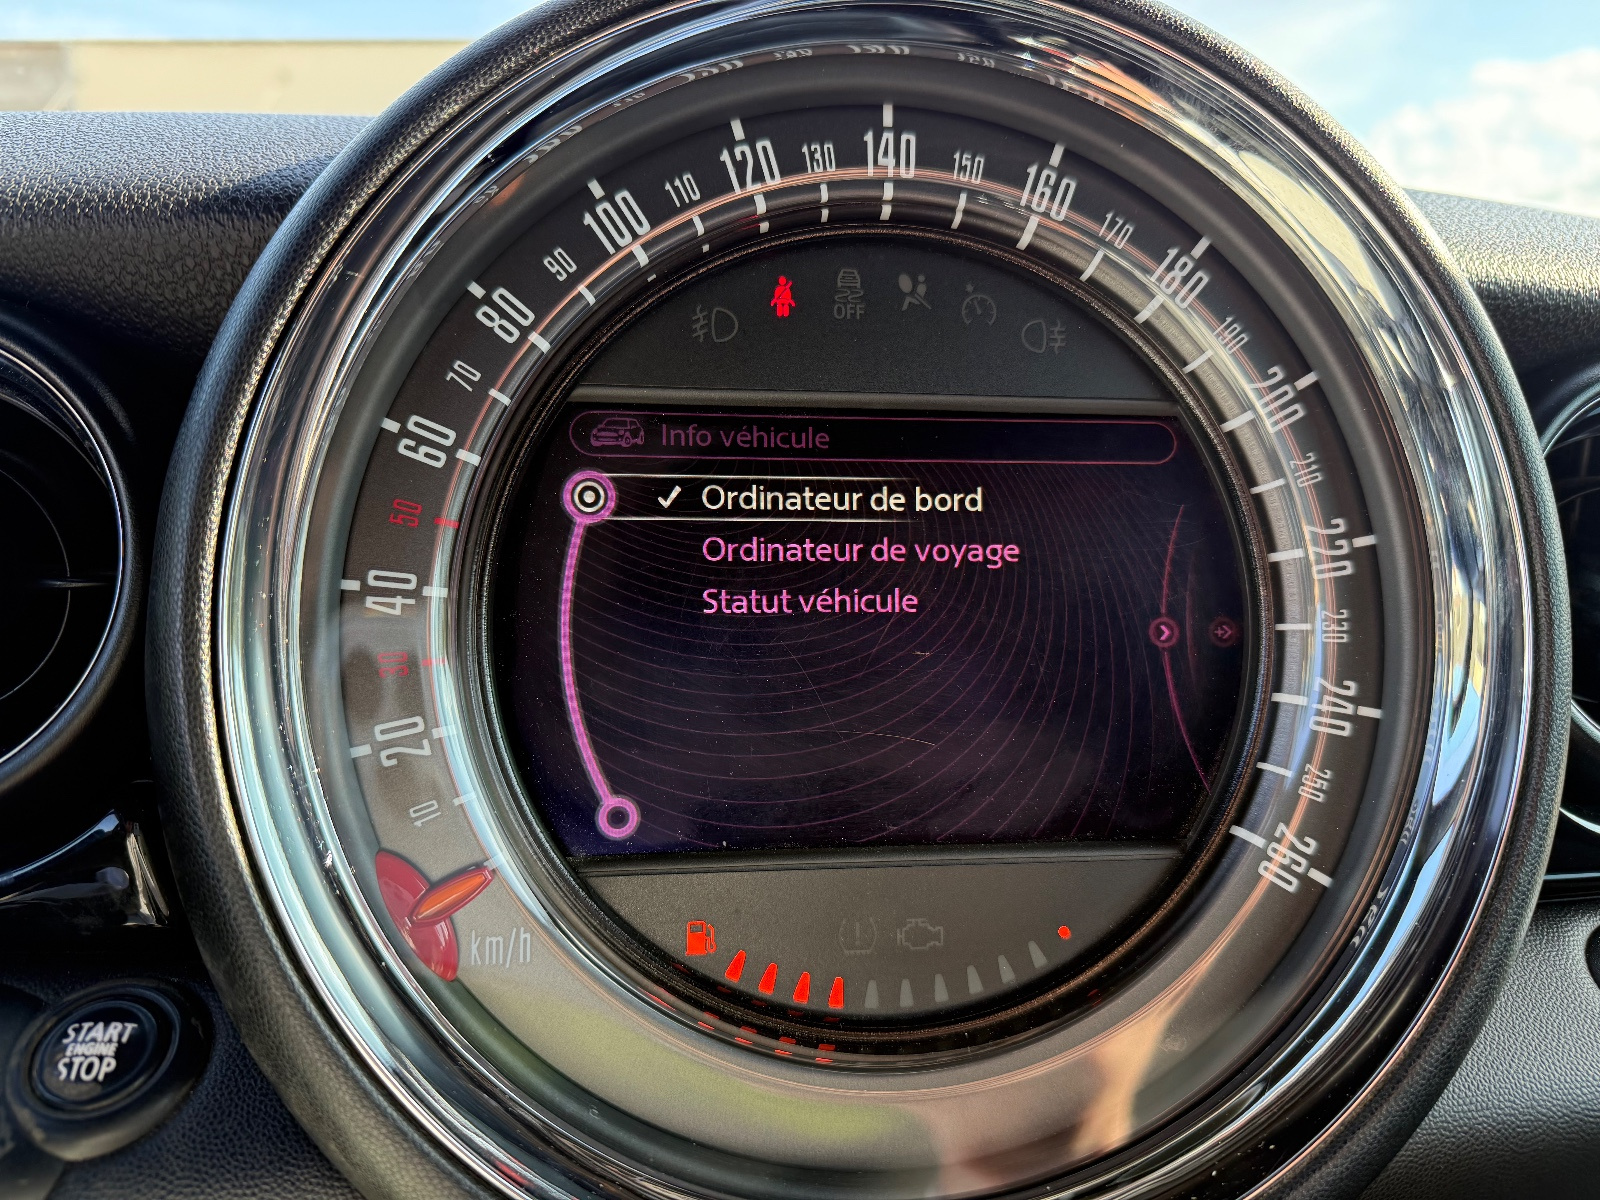 10
20
30
40
50
60
70
80
90
100
110
120
130
140
150
160
170
180
190
200
210
220
230
240
250
260
km/h
OFF
Info véhicule
✓ Ordinateur de bord
Ordinateur de voyage
Statut véhicule
START
ENGINE
STOP